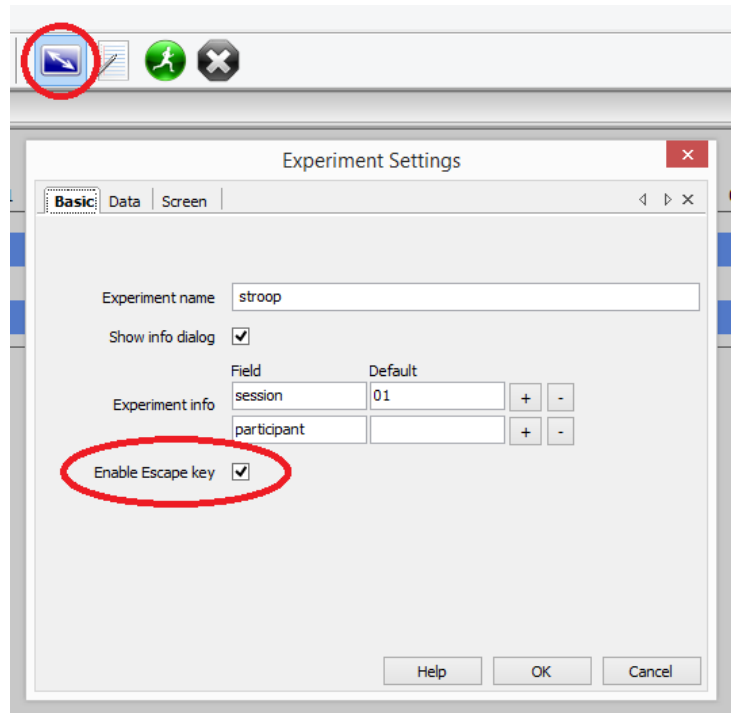 Experiment Settings
Basic Data Screen
Experiment name stroop
Show info dialog
Field Default
Experiment info session 01 + -
participant + -
Enable Escape key
Help OK Cancel